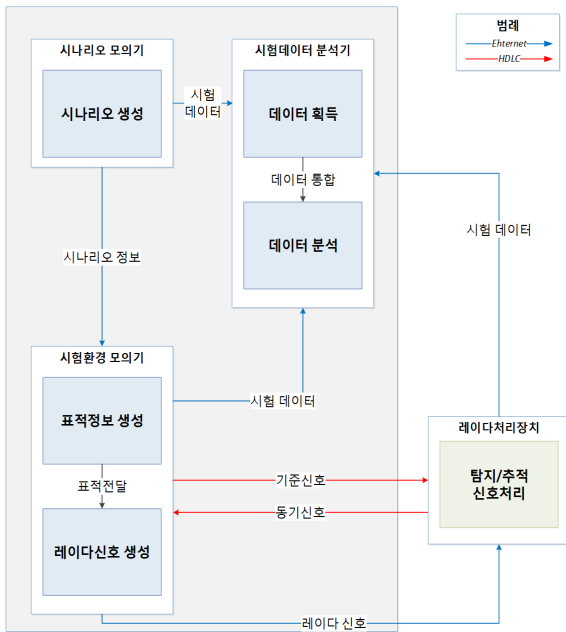 범례
Ehternet
HDLC
시나리오 모의기
시나리오 생성
시험
데이터
시험데이터 분석기
데이터 획득
데이터 통합
데이터 분석
시나리오 정보
시험 데이터
시험환경 모의기
표적정보 생성
표적전달
레이다신호 생성
시험 데이터
기준신호
동기신호
레이다처리장치
탐지/추적
신호처리
레이다 신호